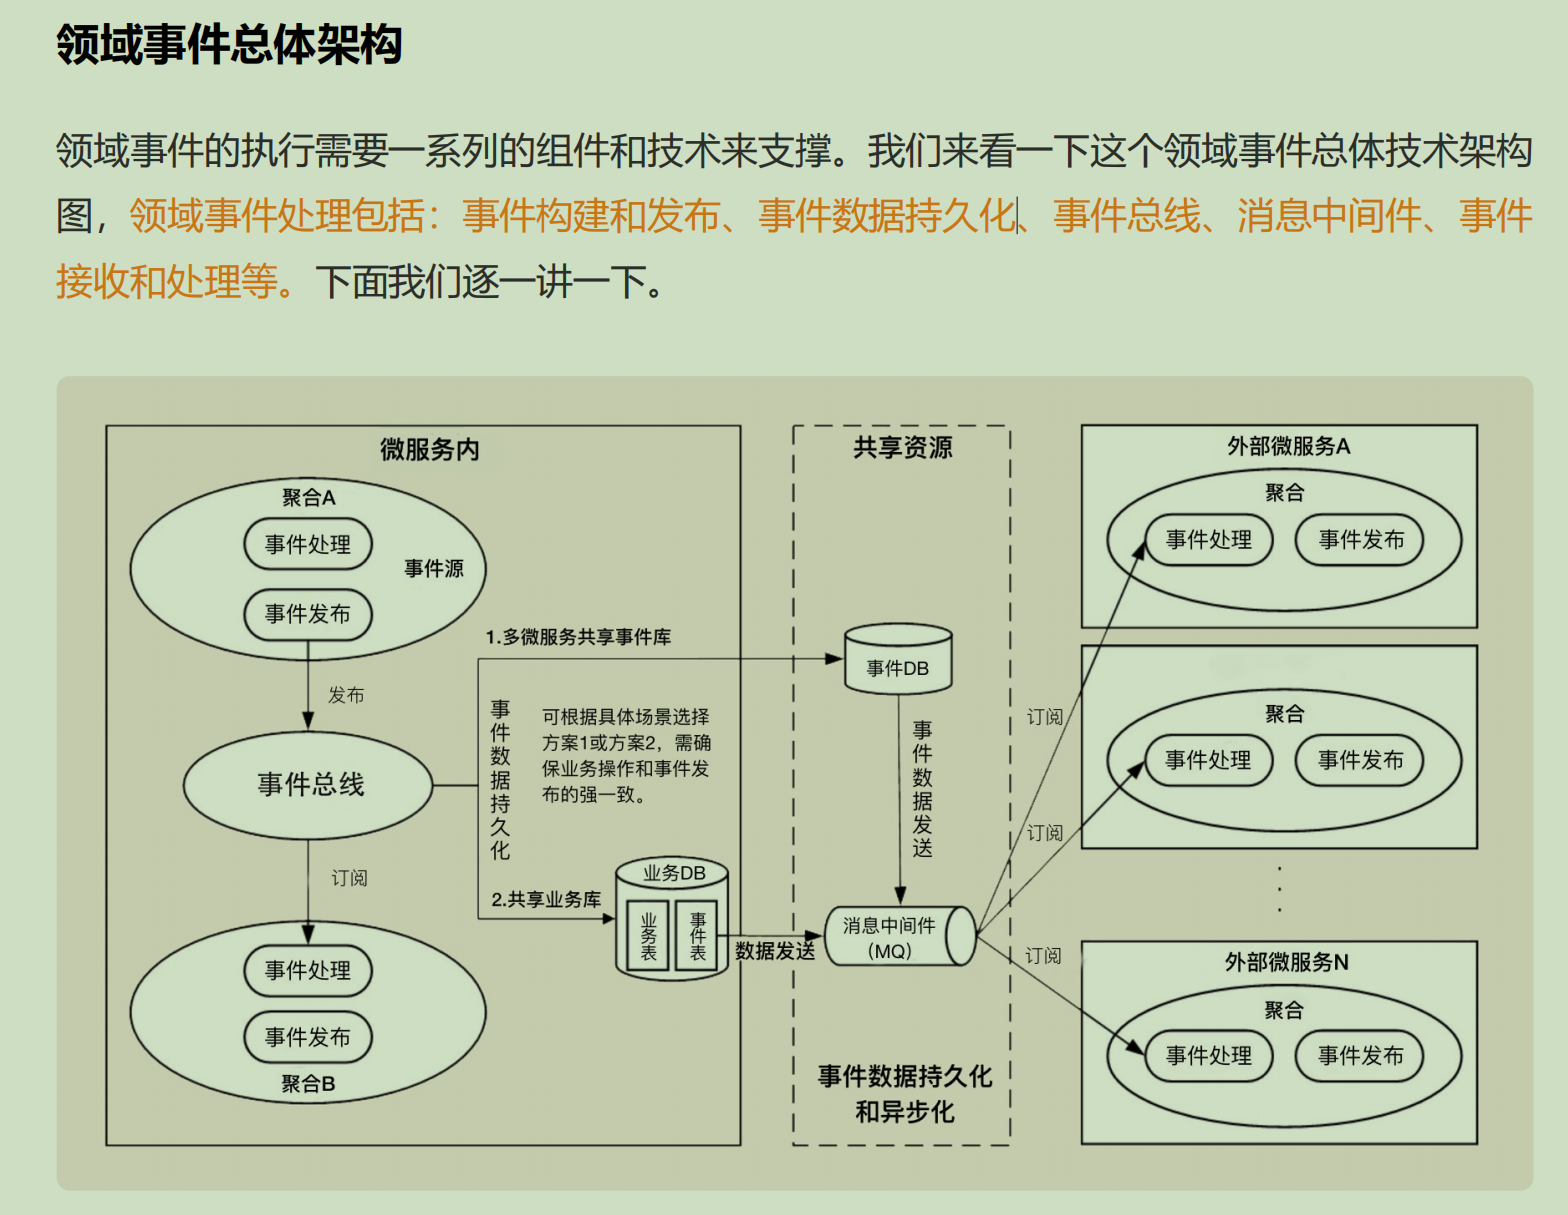 领域事件总体架构
领域事件的执行需要一系列的组件和技术来支撑。我们来看一下这个领域事件总体技术架构
图，领域事件处理包括：事件构建和发布、事件数据持久化、事件总线、消息中间件、事件
接收和处理等。下面我们逐一讲一下。
微服务内
聚合A
事件处理
事件源
事件发布
发布
事件总线
订阅
事件处理
事件发布
聚合B
1.多微服务共享事件库
事件数据持久化
可根据具体场景选择
方案1或方案2，需确
保业务操作和事件发
布的强一致。
2.共享业务库
业务DB
业务表
事件表
数据发送
共享资源
事件DB
事件数据发送
消息中间件
（MQ）
事件数据持久化
和异步化
订阅
订阅
订阅
外部微服务A
聚合
事件处理
事件发布
聚合
事件处理
事件发布
外部微服务N
聚合
事件处理
事件发布